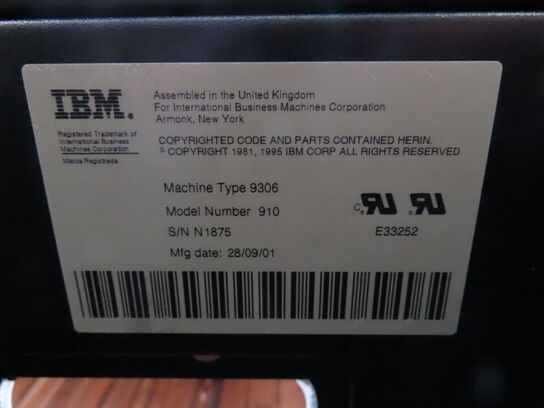 IBM.
Registered Trademark of
International Business
Machines Corporation
Marca Registrada
Assembled in the United Kingdom
For International Business Machines Corporation
Armonk, New York
COPYRIGHTED CODE AND PARTS CONTAINED HERIN.
© COPYRIGHT 1981, 1995 IBM CORP ALL RIGHTS RESERVED
Machine Type 9306
Model Number 910
S/N N1875
Mfg date: 28/09/01
E33252